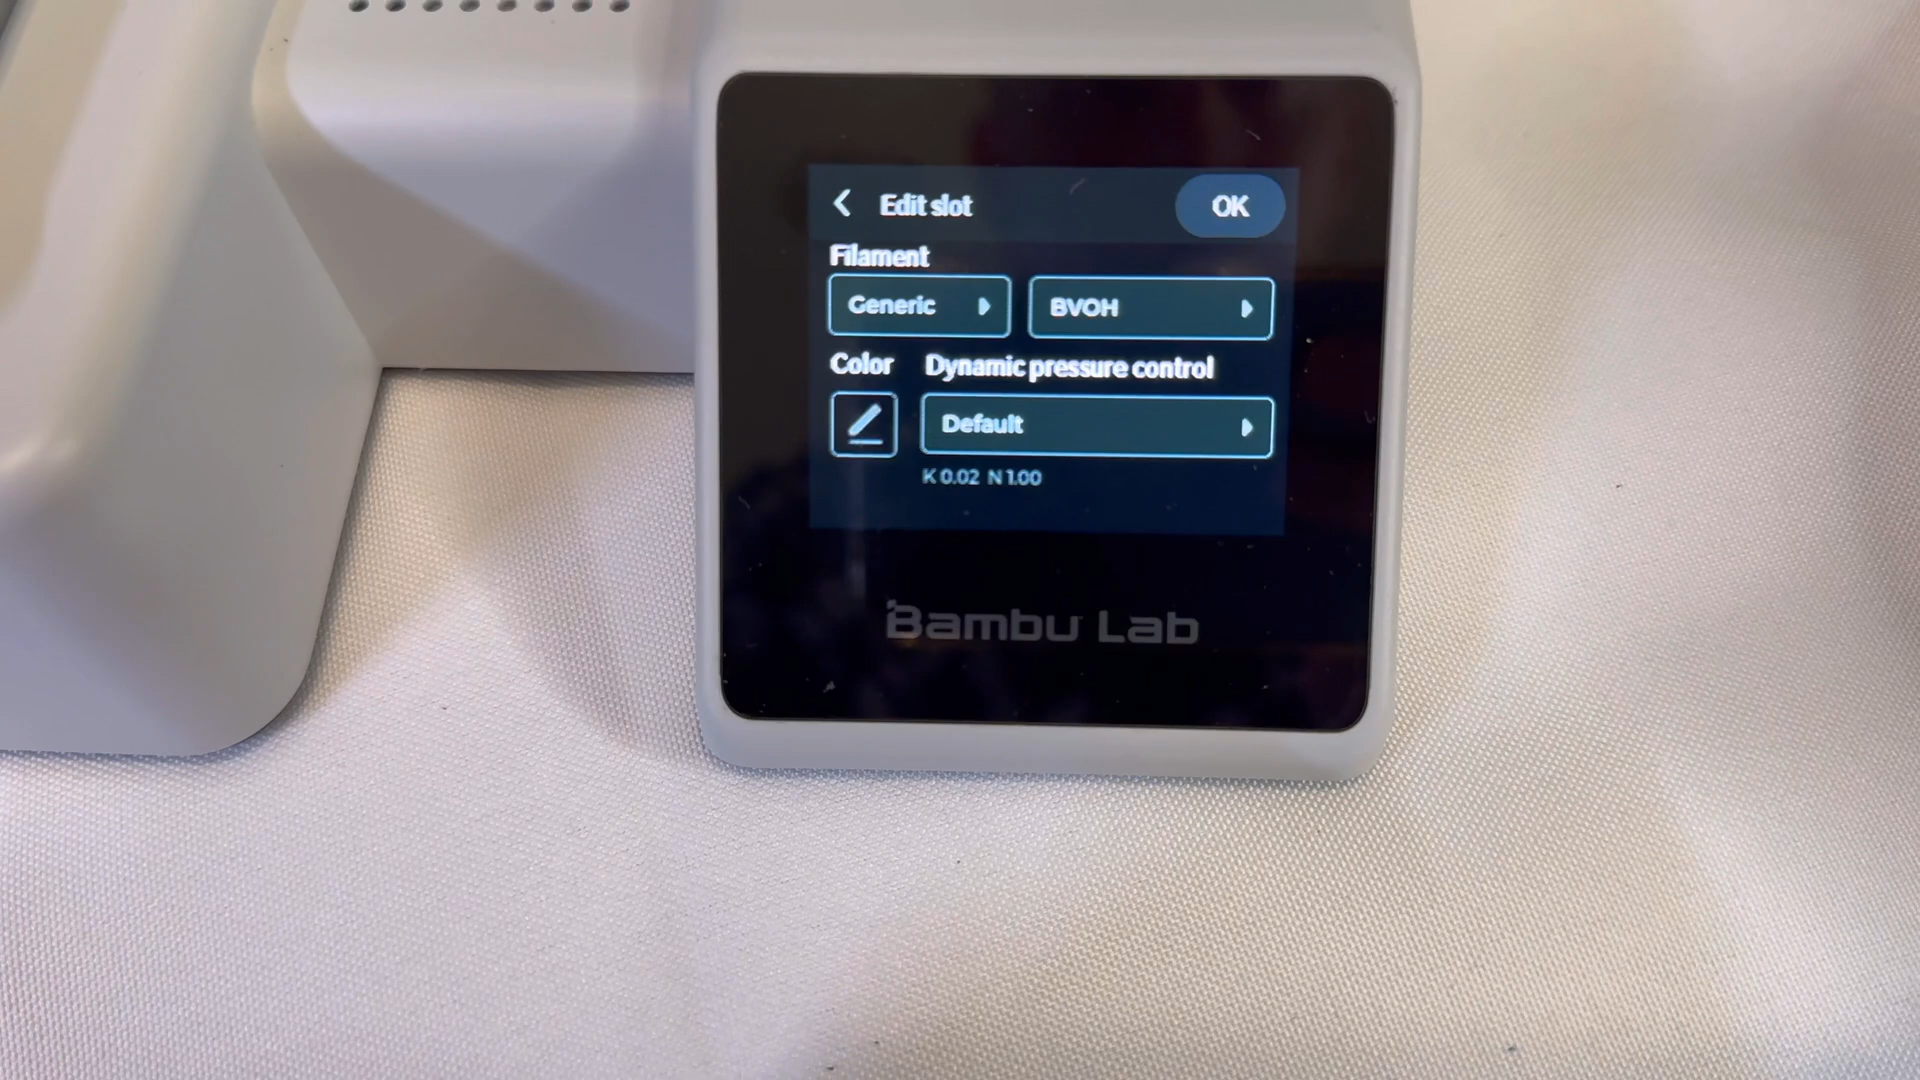 Edit slot OK
Filament
Generic BVOH
Color Dynamic pressure control
Default
K 0.02 N 1.00
Bambu Lab